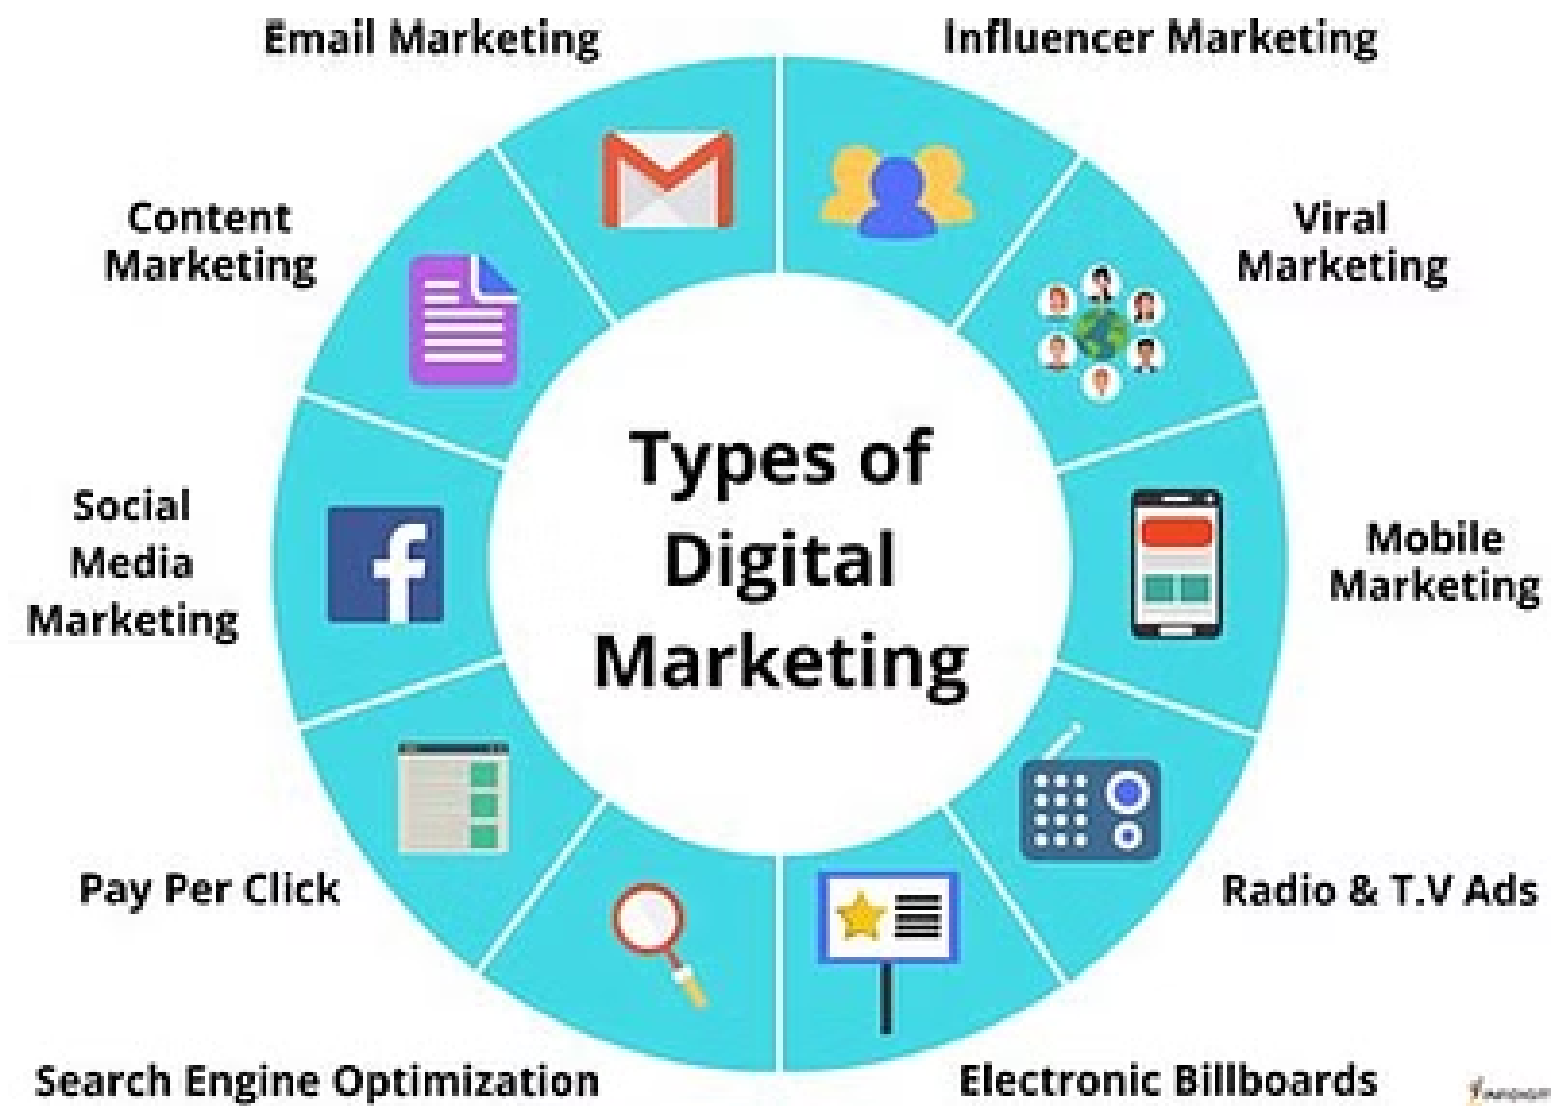 Email Marketing
Influencer Marketing
Content
Marketing
Viral
Marketing
Types of
Digital
Marketing
Social
Media
Marketing
Mobile
Marketing
Pay Per Click
Radio & T.V Ads
Search Engine Optimization
Electronic Billboards